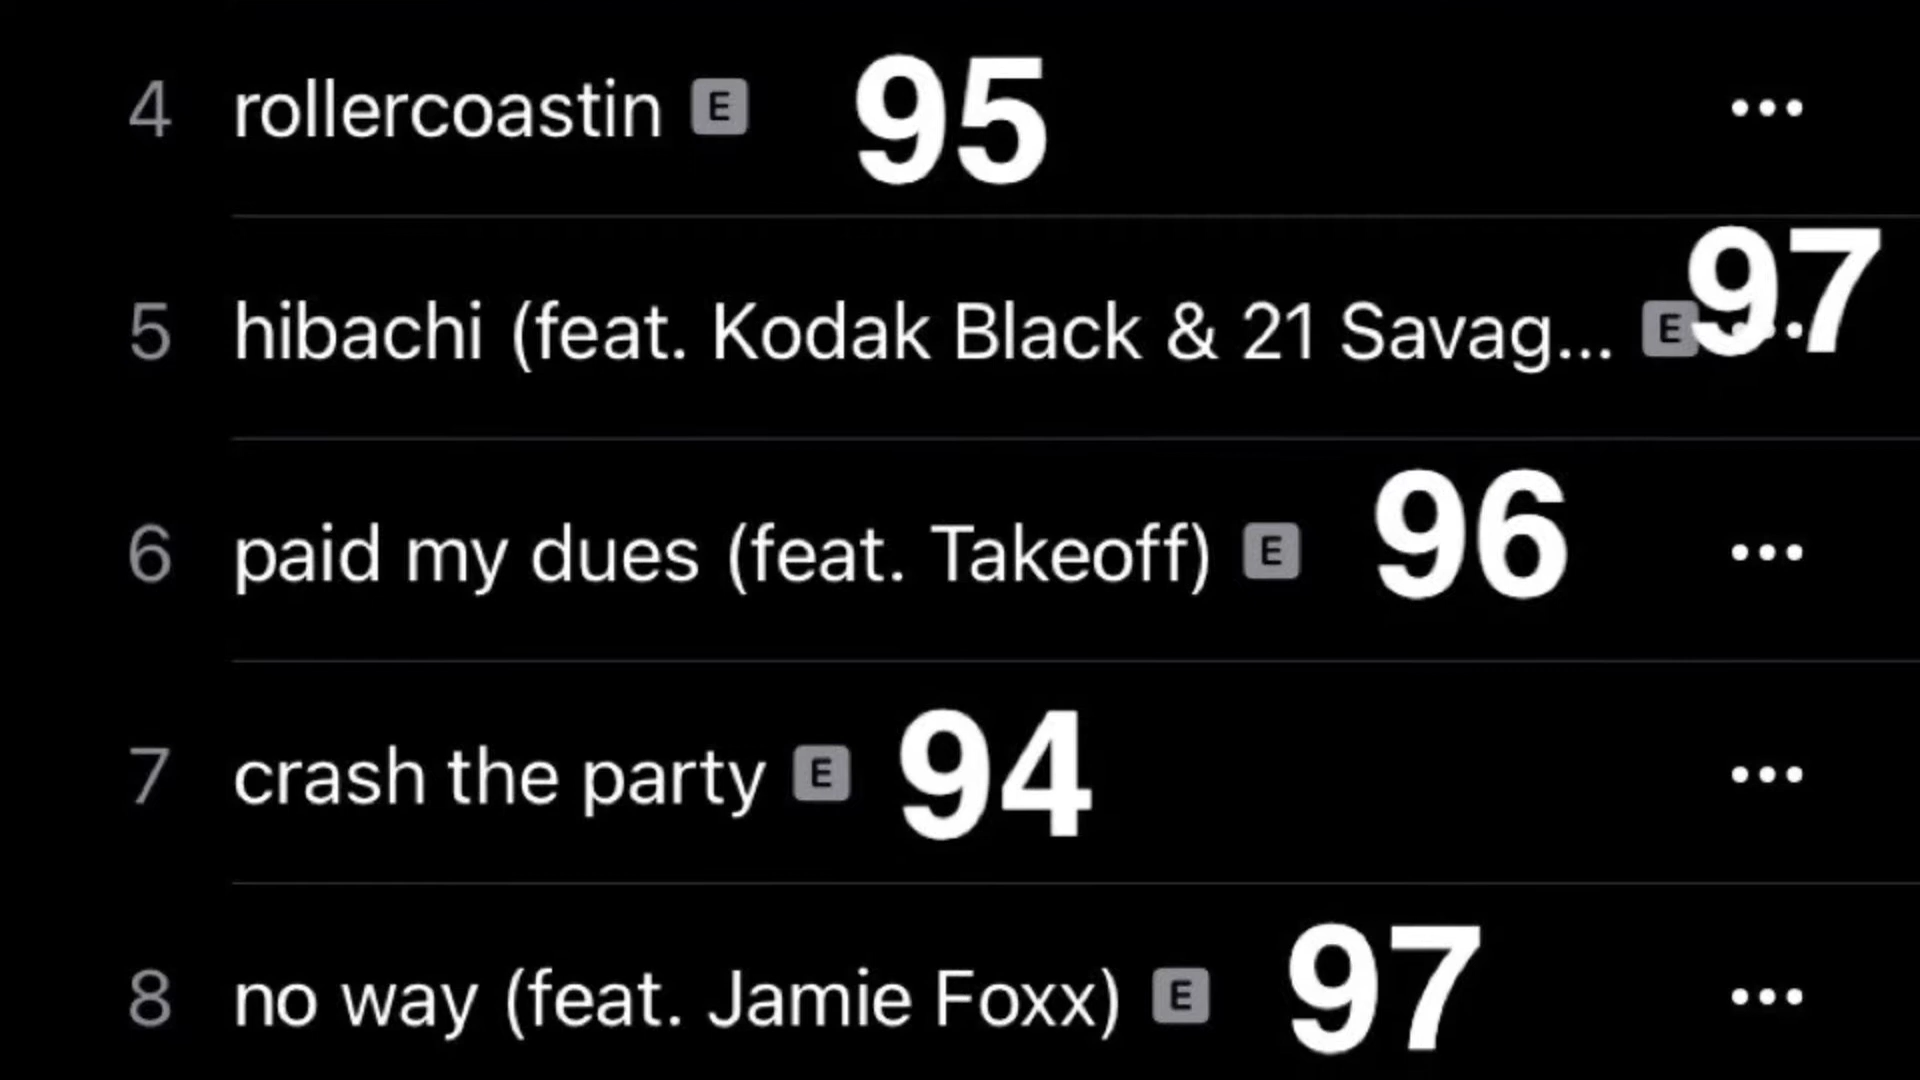 4 rollercoastin E 95
5 hibachi (feat. Kodak Black & 21 Savag... E 97
6 paid my dues (feat. Takeoff) E 96
7 crash the party E 94
8 no way (feat. Jamie Foxx) E 97